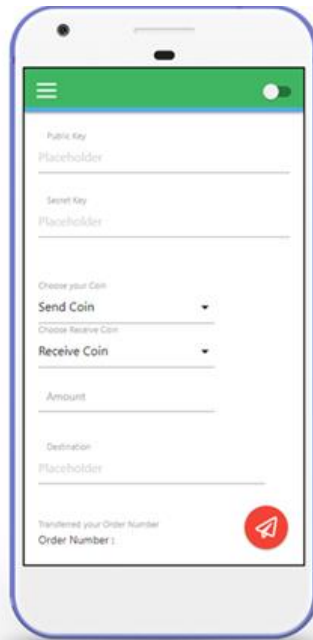 Public Key
Placeholder
Secret Key
Placeholder
Choose your Coin
Send Coin
Choose Receive Coin
Receive Coin
Amount
Destination
Placeholder
Transferred your Order Number
Order Number :